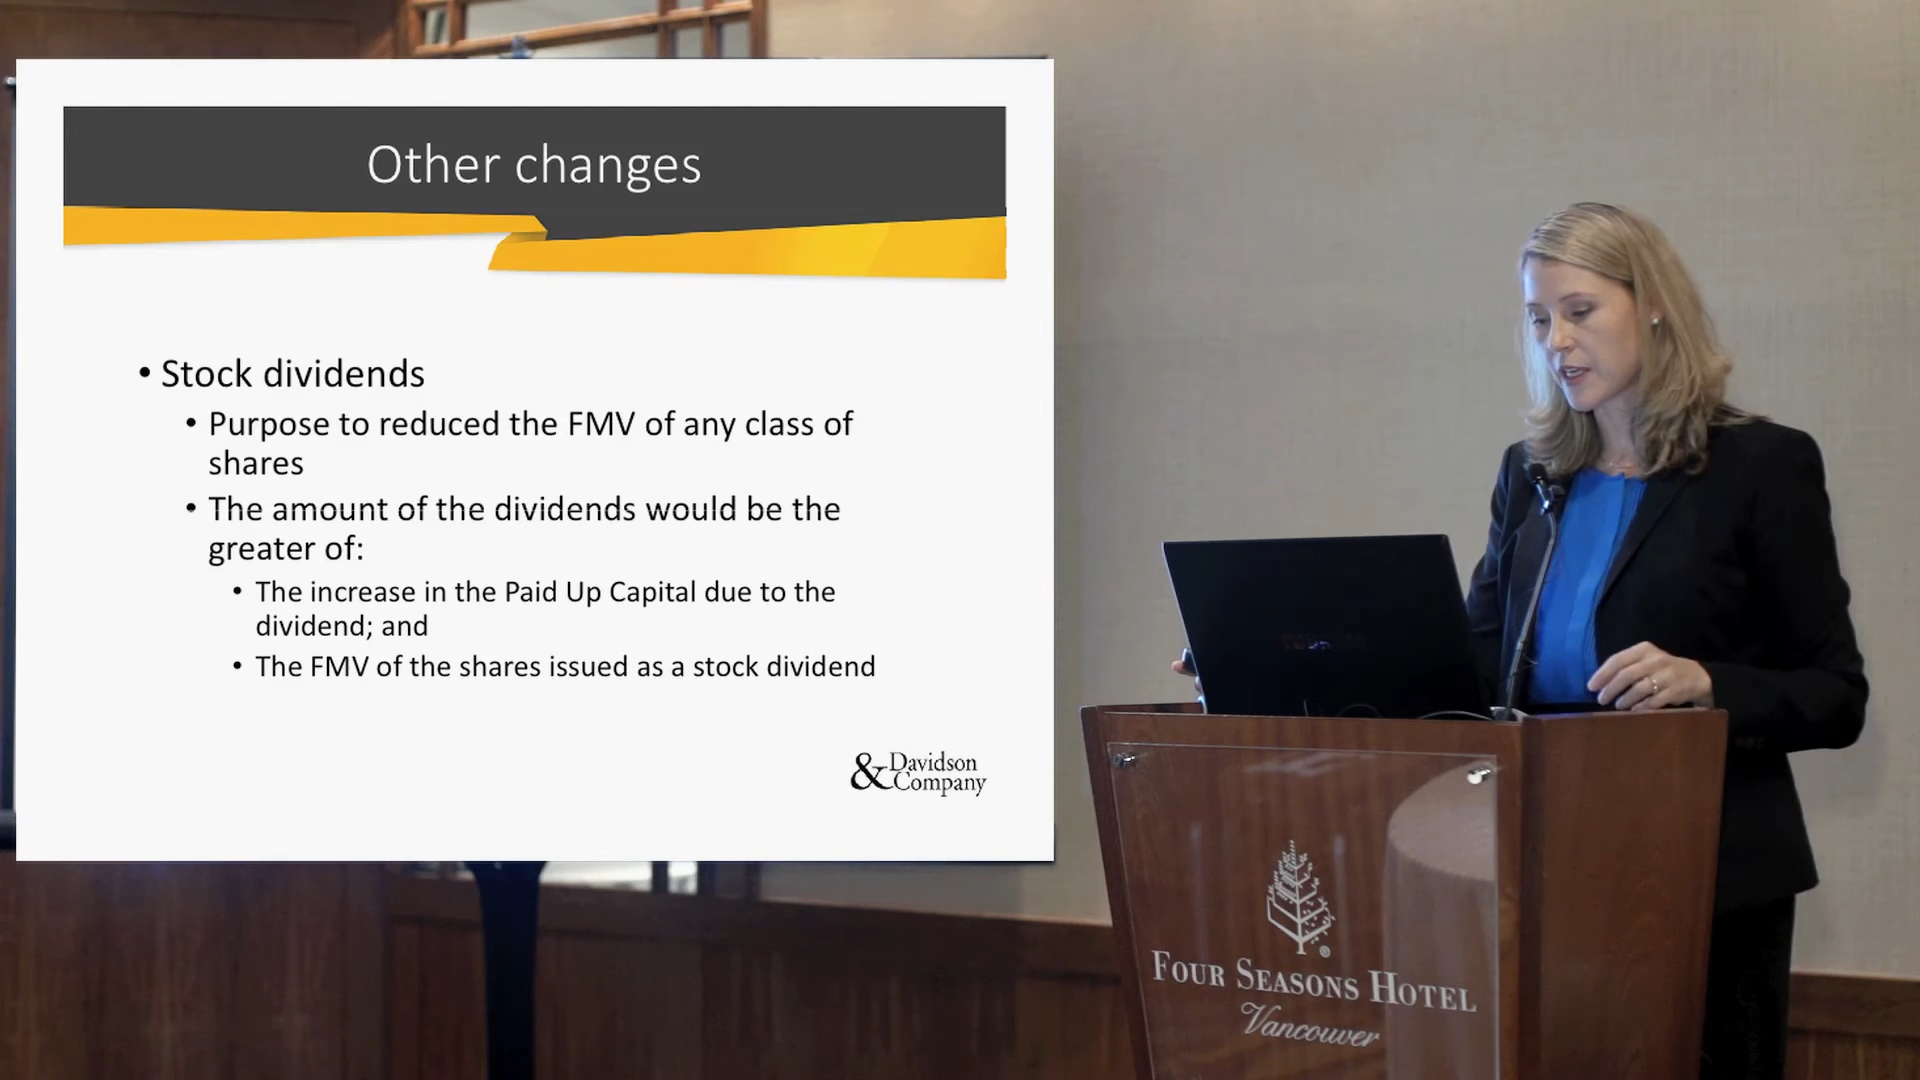 Other changes
• Stock dividends
• Purpose to reduced the FMV of any class of
shares
• The amount of the dividends would be the
greater of:
• The increase in the Paid Up Capital due to the
dividend; and
• The FMV of the shares issued as a stock dividend
& Davidson
Company
FOUR SEASONS HOTEL
Vancouver